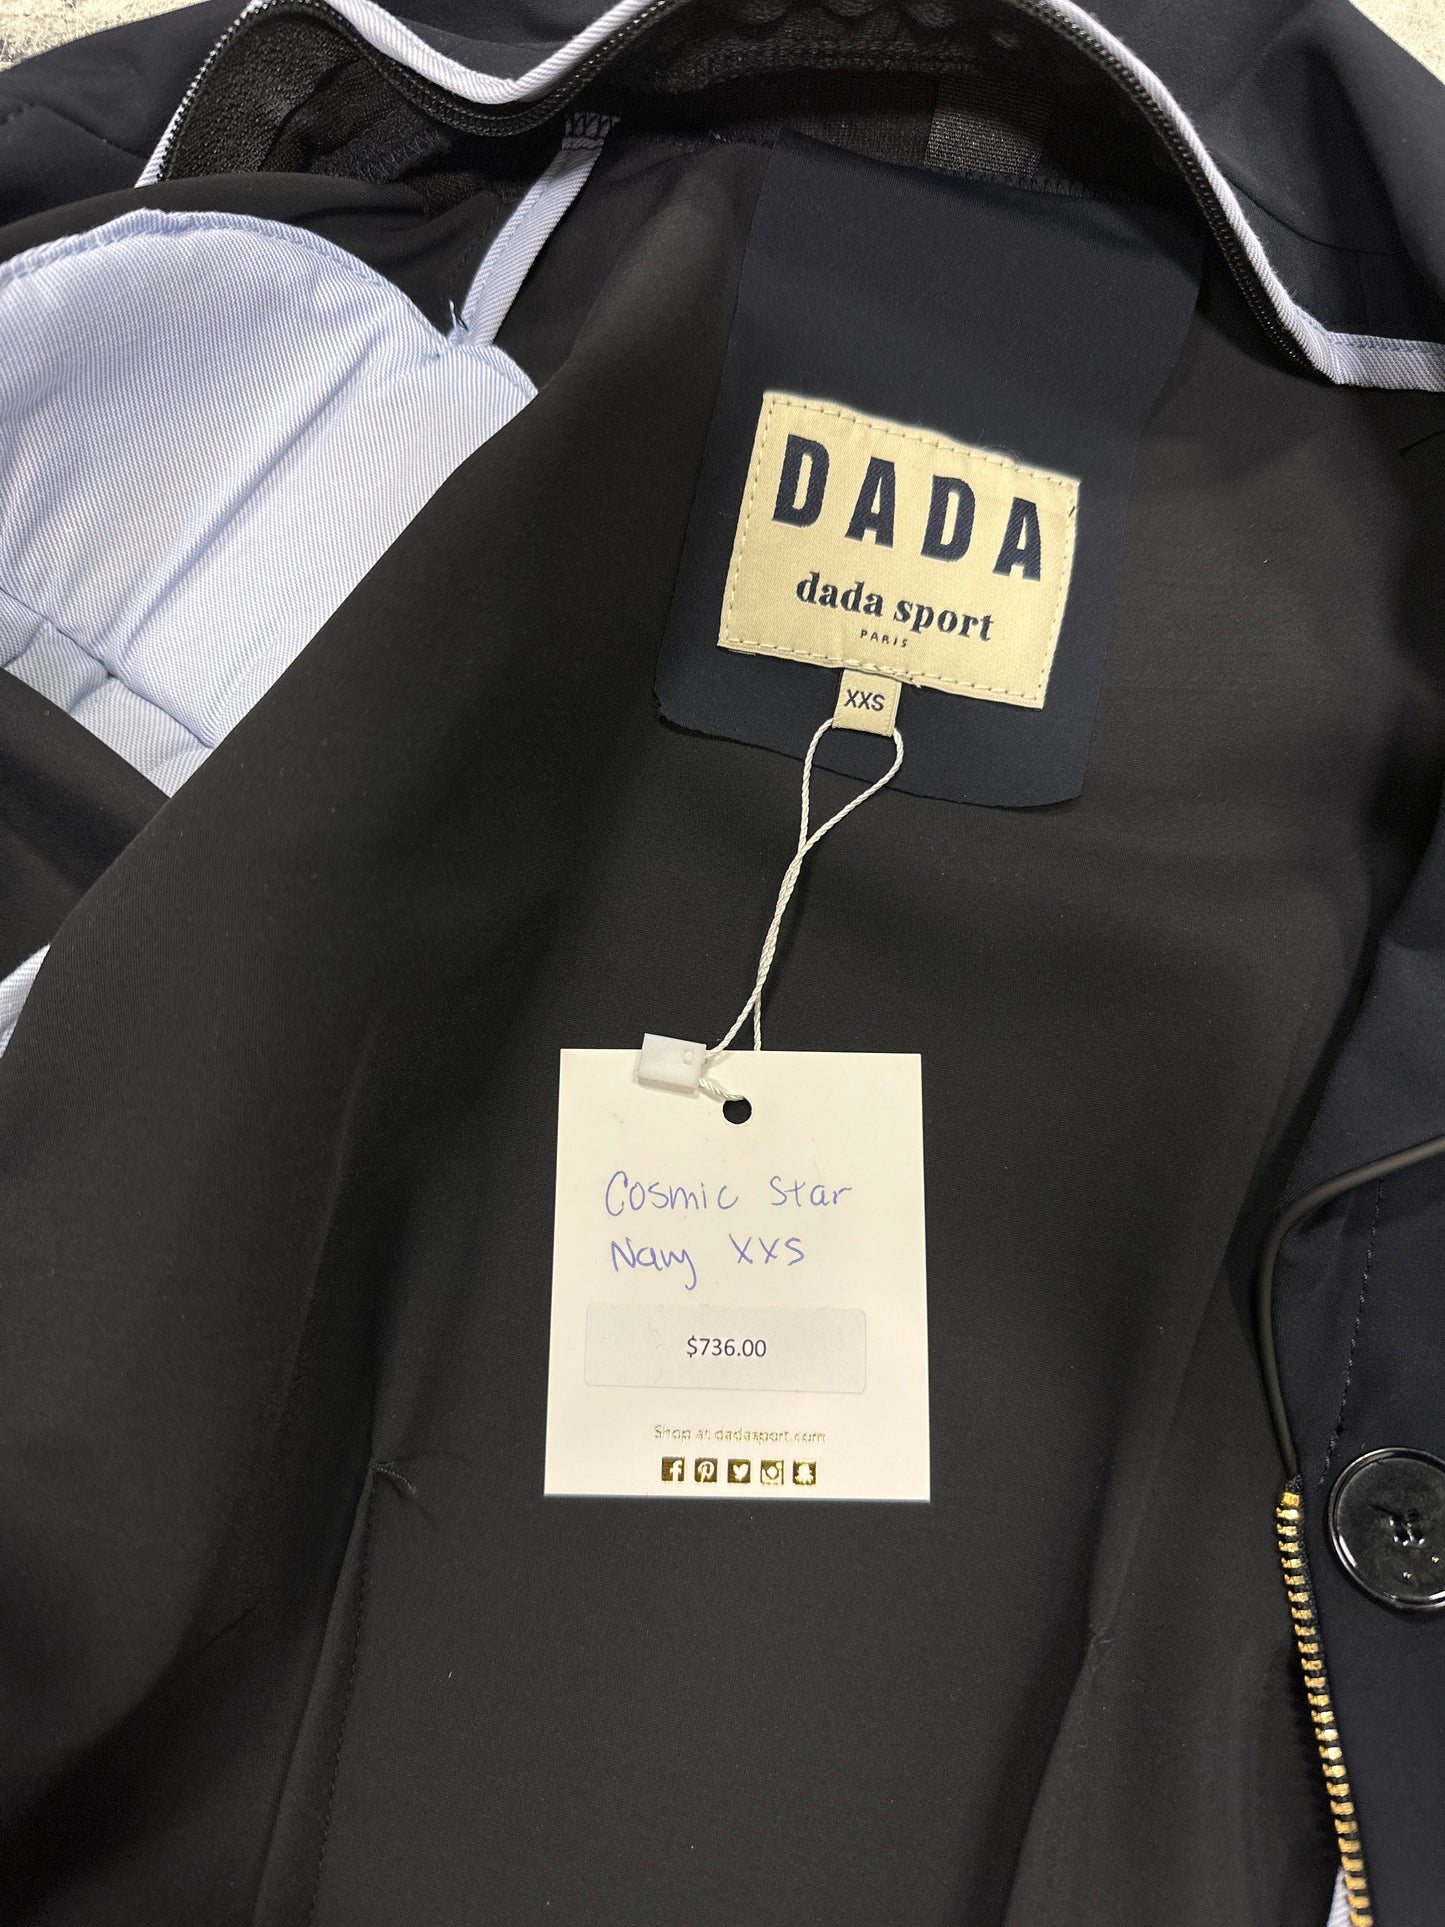 DADA
dada sport
PARIS
XXS
Cosmic Star
Navy XXS
$736.00
Shop at dadasport.com